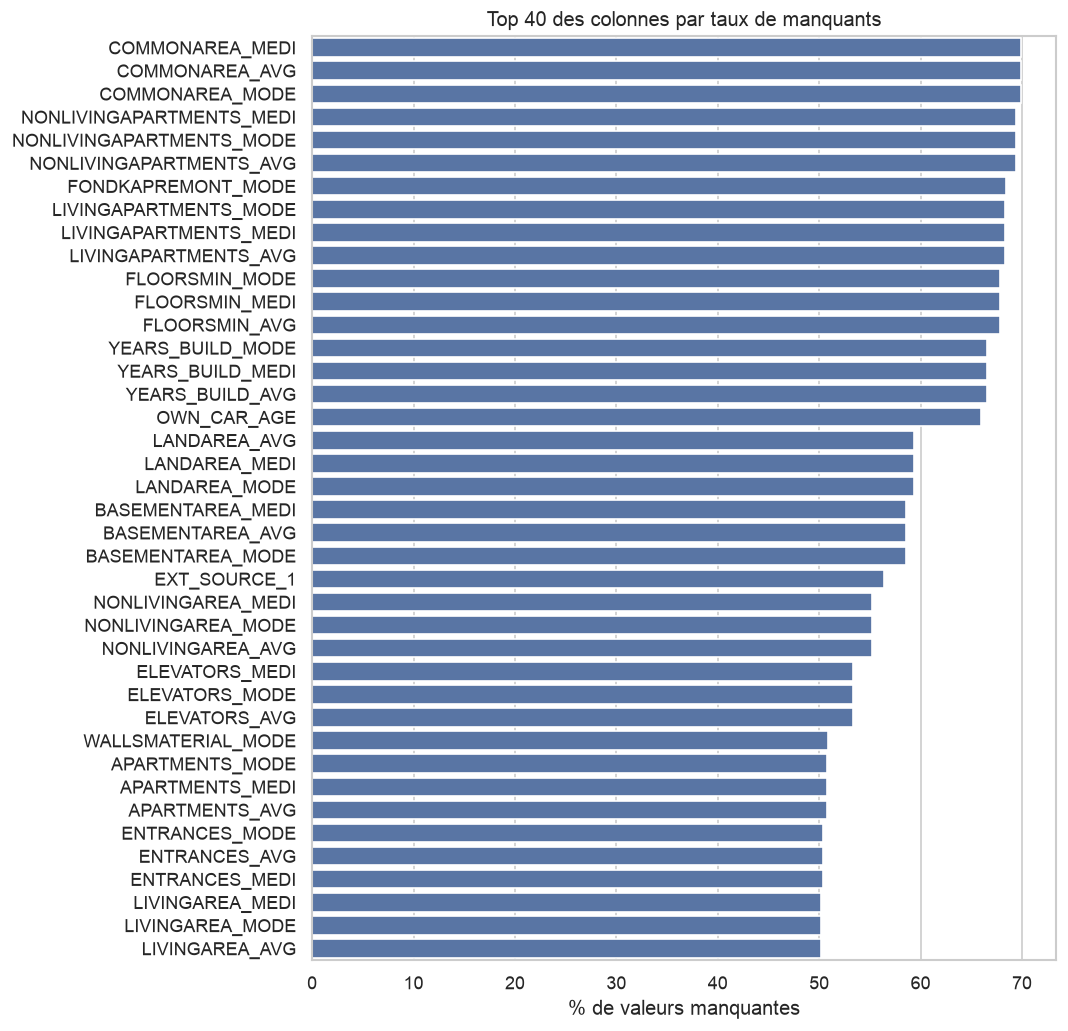 Top 40 des colonnes par taux de manquants
COMMONAREA_MEDI
COMMONAREA_AVG
COMMONAREA_MODE
NONLIVINGAPARTMENTS_MEDI
NONLIVINGAPARTMENTS_MODE
NONLIVINGAPARTMENTS_AVG
FONDKAPREMONT_MODE
LIVINGAPARTMENTS_MODE
LIVINGAPARTMENTS_MEDI
LIVINGAPARTMENTS_AVG
FLOORSMIN_MODE
FLOORSMIN_MEDI
FLOORSMIN_AVG
YEARS_BUILD_MODE
YEARS_BUILD_MEDI
YEARS_BUILD_AVG
OWN_CAR_AGE
LANDAREA_AVG
LANDAREA_MEDI
LANDAREA_MODE
BASEMENTAREA_MEDI
BASEMENTAREA_AVG
BASEMENTAREA_MODE
EXT_SOURCE_1
NONLIVINGAREA_MEDI
NONLIVINGAREA_MODE
NONLIVINGAREA_AVG
ELEVATORS_MEDI
ELEVATORS_MODE
ELEVATORS_AVG
WALLSMATERIAL_MODE
APARTMENTS_MODE
APARTMENTS_MEDI
APARTMENTS_AVG
ENTRANCES_MODE
ENTRANCES_AVG
ENTRANCES_MEDI
LIVINGAREA_MEDI
LIVINGAREA_MODE
LIVINGAREA_AVG
0 10 20 30 40 50 60 70
% de valeurs manquantes